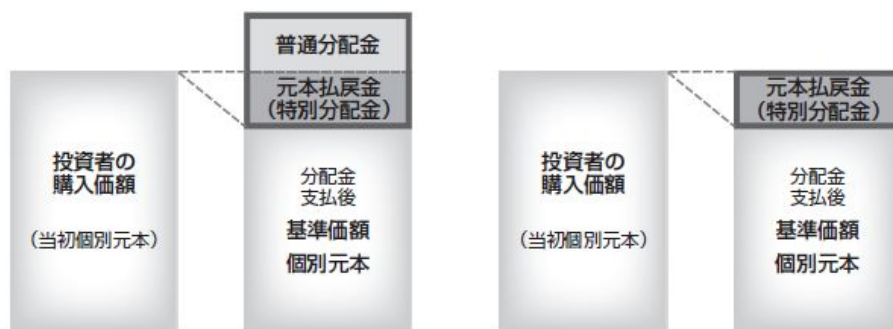 普通分配金
元本払戻金
（特別分配金）
投資者の
購入価額
（当初個別元本）
分配金
支払後
基準価額
個別元本
元本払戻金
（特別分配金）
投資者の
購入価額
（当初個別元本）
分配金
支払後
基準価額
個別元本